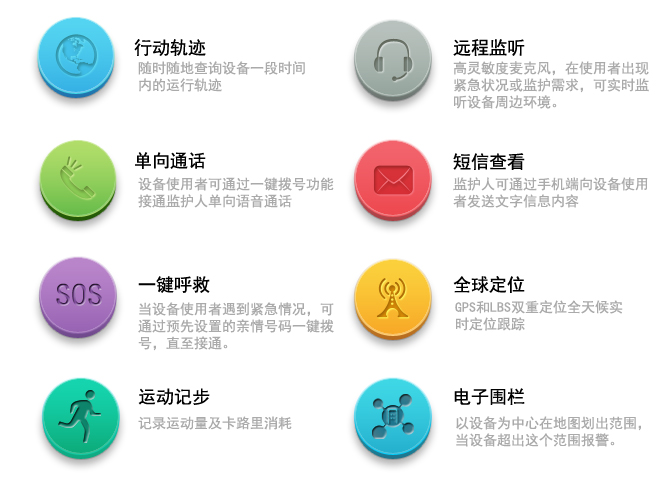 行动轨迹
随时随地查询设备一段时间
内的运行轨迹
远程监听
高灵敏度麦克风，在使用者出现
紧急状况或监护需求，可实时监
听设备周边环境。
单向通话
设备使用者可通过一键拨号功能
接通监护人单向语音通话
短信查看
监护人可通过手机端向设备使用
者发送文字信息内容
SOS
一键呼救
当设备使用者遇到紧急情况，可
通过预先设置的亲情号码一键拨
号，直至接通。
全球定位
GPS和LBS双重定位全天候实
时定位跟踪
运动记步
记录运动量及卡路里消耗
电子围栏
以设备为中心在地图划出范围，
当设备超出这个范围报警。